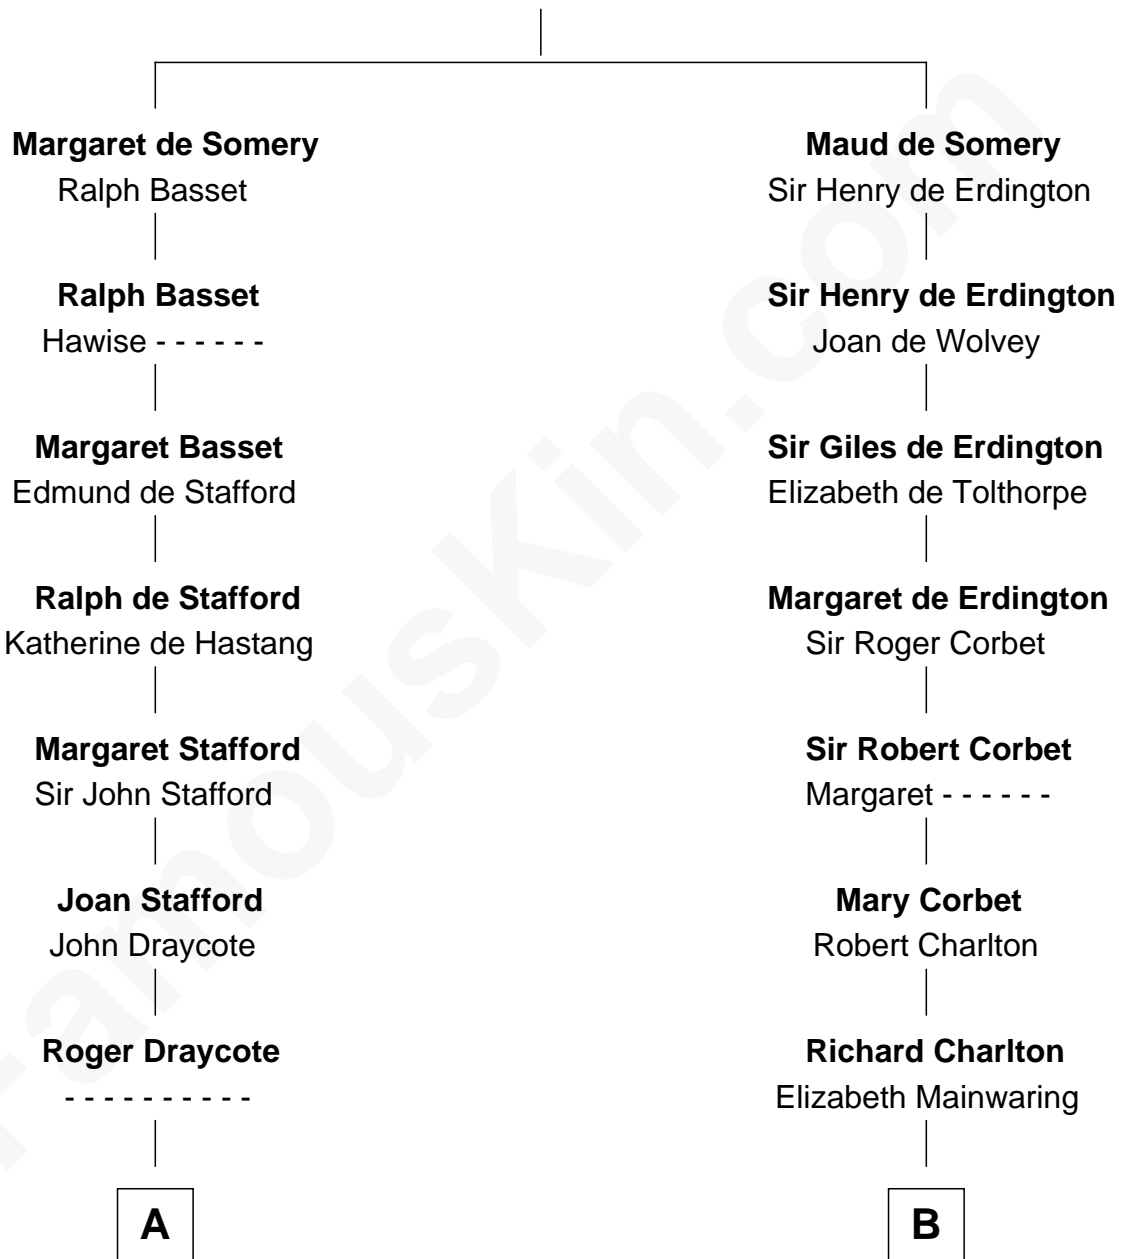 Margaret de Somery
Ralph Basset
Ralph Basset
Hawise - - - - - -
Margaret Basset
Edmund de Stafford
Ralph de Stafford
Katherine de Hastang
Margaret Stafford
Sir John Stafford
Joan Stafford
John Draycote
Roger Draycote
- - - - - - - - - -
A
Maud de Somery
Sir Henry de Erdington
Sir Henry de Erdington
Joan de Wolvey
Sir Giles de Erdington
Elizabeth de Tolthorpe
Margaret de Erdington
Sir Roger Corbet
Sir Robert Corbet
Margaret - - - - - -
Mary Corbet
Robert Charlton
Richard Charlton
Elizabeth Mainwaring
B
FamousKin.com